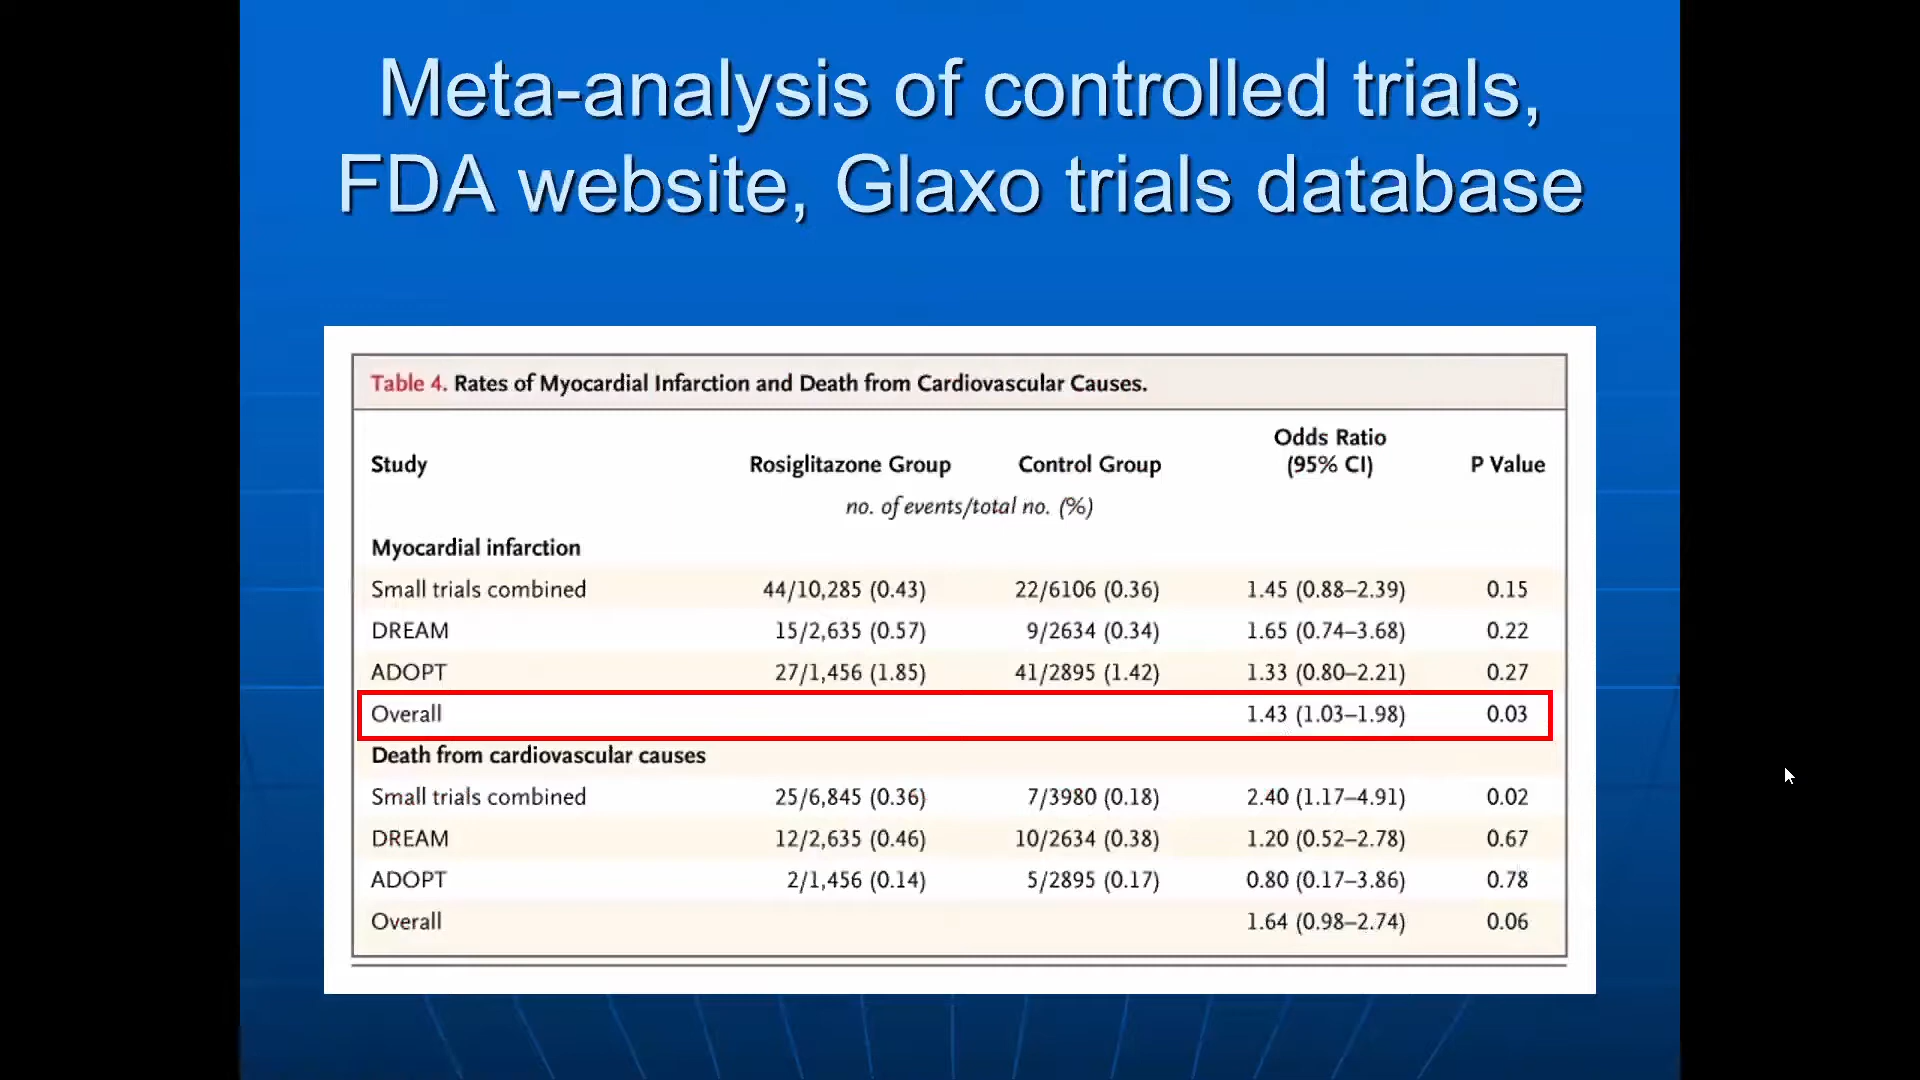 Meta-analysis of controlled trials,
FDA website, Glaxo trials database
Table 4. Rates of Myocardial Infarction and Death from Cardiovascular Causes.
Study Rosiglitazone Group Control Group Odds Ratio (95% CI) P Value
no. of events/total no. (%)
Myocardial infarction
Small trials combined 44/10,285 (0.43) 22/6106 (0.36) 1.45 (0.88–2.39) 0.15
DREAM 15/2,635 (0.57) 9/2634 (0.34) 1.65 (0.74–3.68) 0.22
ADOPT 27/1,456 (1.85) 41/2895 (1.42) 1.33 (0.80–2.21) 0.27
Overall 1.43 (1.03–1.98) 0.03
Death from cardiovascular causes
Small trials combined 25/6,845 (0.36) 7/3980 (0.18) 2.40 (1.17–4.91) 0.02
DREAM 12/2,635 (0.46) 10/2634 (0.38) 1.20 (0.52–2.78) 0.67
ADOPT 2/1,456 (0.14) 5/2895 (0.17) 0.80 (0.17–3.86) 0.78
Overall 1.64 (0.98–2.74) 0.06